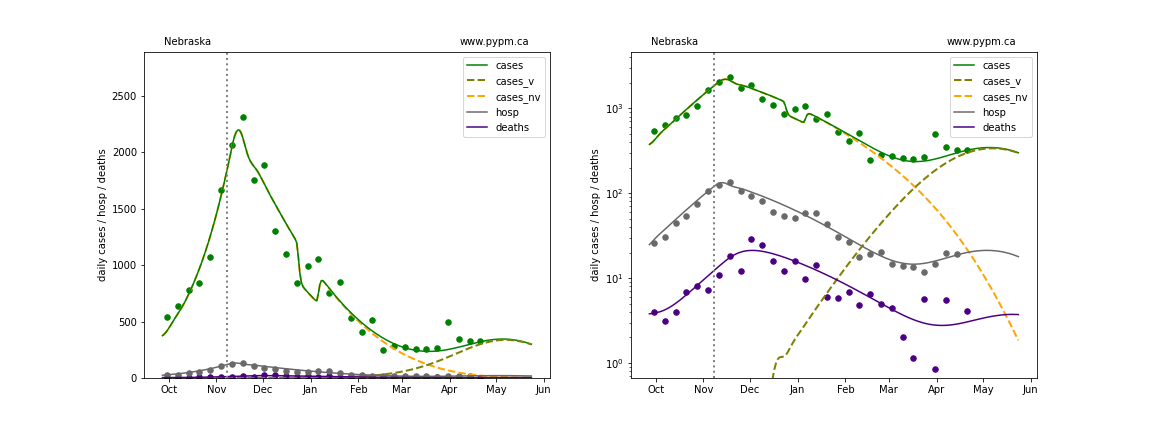 Nebraska www.pypm.ca
cases
cases_v
cases_nv
hosp
deaths
daily cases / hosp / deaths
2500
2000
1500
1000
500
0
Oct Nov Dec Jan Feb Mar Apr May Jun
Nebraska www.pypm.ca
cases
cases_v
cases_nv
hosp
deaths
daily cases / hosp / deaths
10³
10²
10¹
10⁰
Oct Nov Dec Jan Feb Mar Apr May Jun